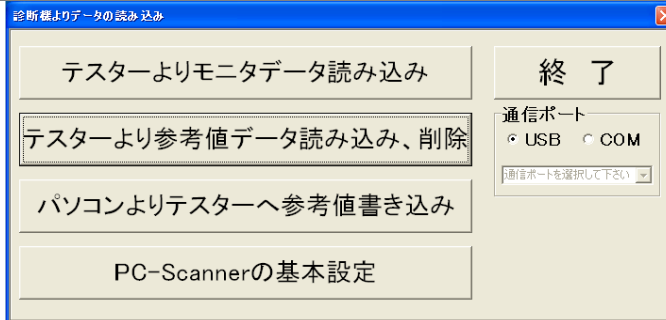 診断機よりデータの読み込み
テスターよりモニタデータ読み込み
終 了
テスターより参考値データ読み込み、削除
通信ポート
USB
COM
通信ポートを選択して下さい
パソコンよりテスターへ参考値書き込み
PC-Scannerの基本設定